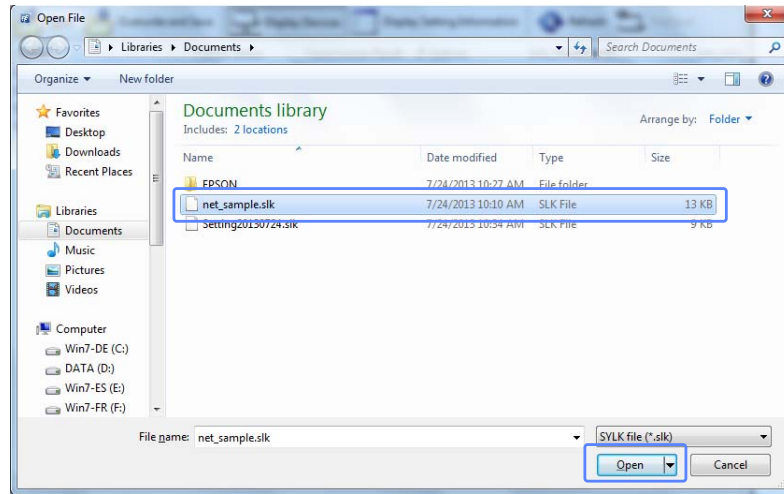 Open File
Libraries ▸ Documents ▸
Search Documents
Organize ▾ New folder
Favorites
Desktop
Downloads
Recent Places
Libraries
Documents
Music
Pictures
Videos
Computer
Win7-DE (C:)
DATA (D:)
Win7-ES (E:)
Win7-FR (F:)
Documents library
Includes: 2 locations
Arrange by: Folder ▾
Name Date modified Type Size
EPSON 7/24/2013 10:27 AM File folder
net_sample.slk 7/24/2013 10:10 AM SLK File 13 KB
Setting20130724.slk 7/24/2013 10:54 AM SLK File 9 KB
File name: net_sample.slk
SYLK file (*.slk)
Open Cancel